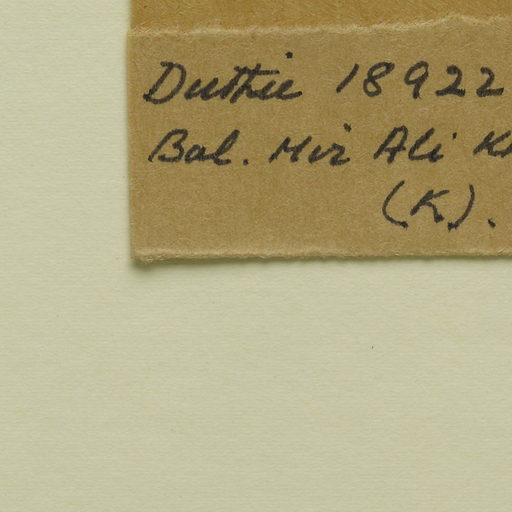 Duthie 18922
Bal. Mir Ali
(K).